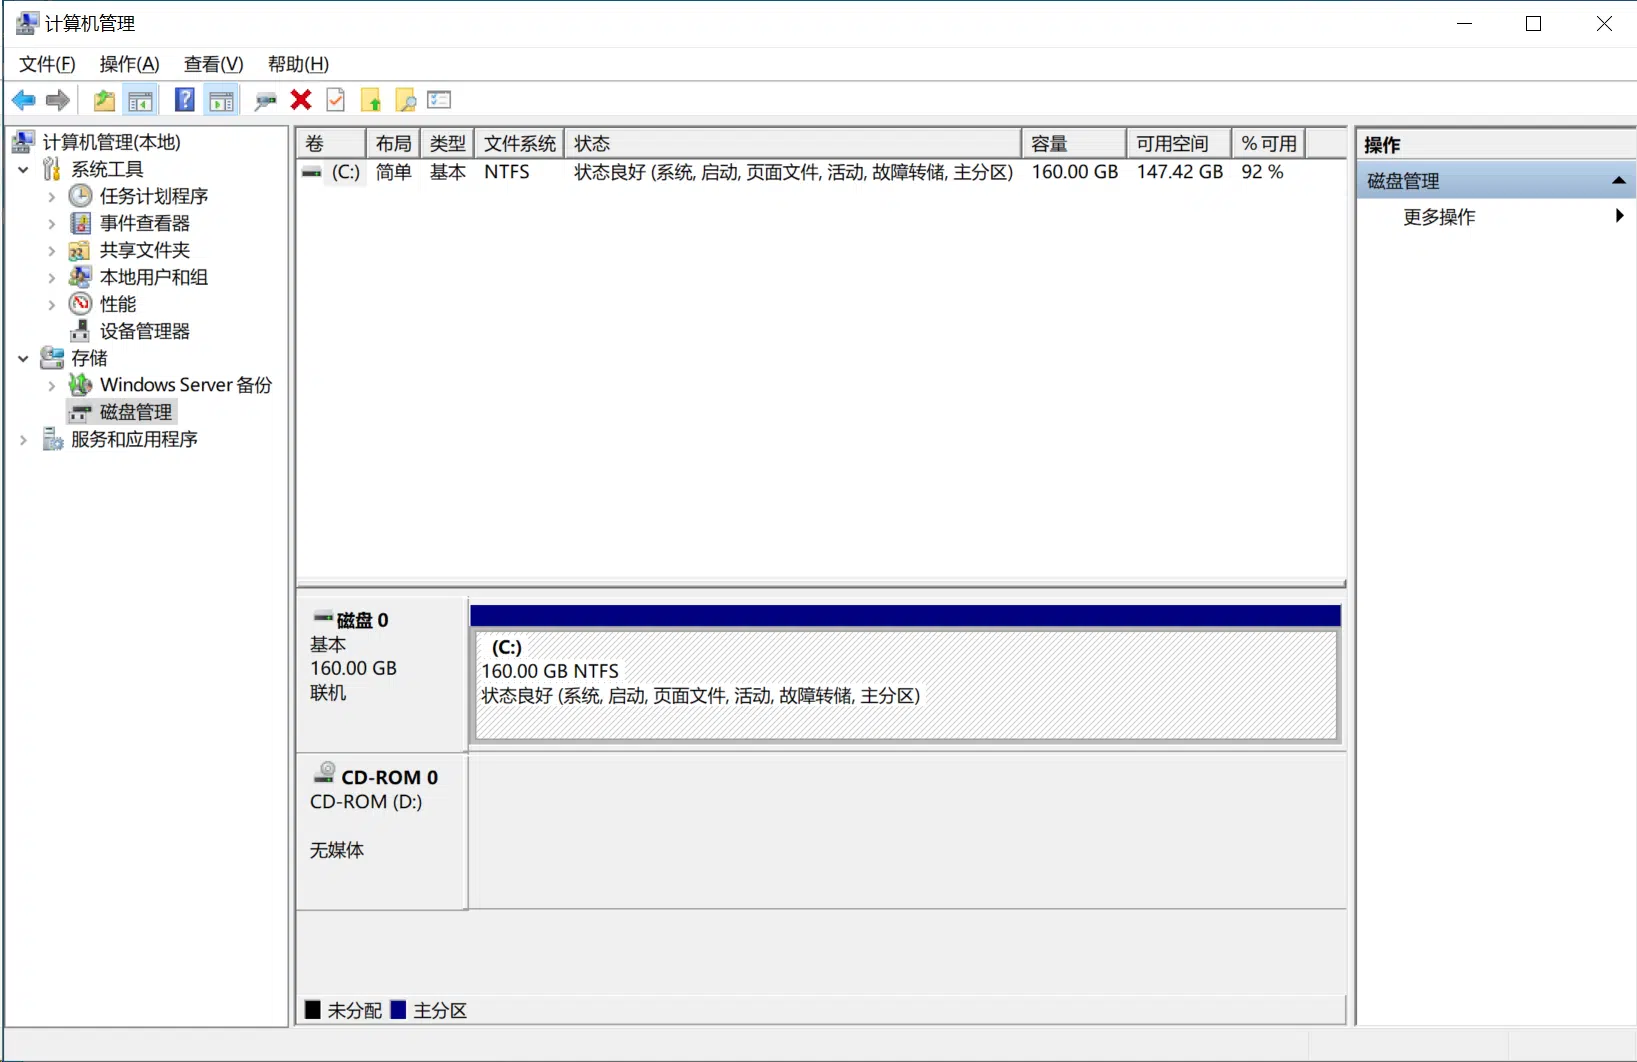 计算机管理
文件(F) 操作(A) 查看(V) 帮助(H)
计算机管理(本地)
系统工具
任务计划程序
事件查看器
共享文件夹
本地用户和组
性能
设备管理器
存储
Windows Server 备份
磁盘管理
服务和应用程序
卷 布局 类型 文件系统 状态 容量 可用空间 % 可用
(C:) 简单 基本 NTFS 状态良好 (系统, 启动, 页面文件, 活动, 故障转储, 主分区) 160.00 GB 147.42 GB 92 %
磁盘 0
基本
160.00 GB
联机
(C:)
160.00 GB NTFS
状态良好 (系统, 启动, 页面文件, 活动, 故障转储, 主分区)
CD-ROM 0
CD-ROM (D:)
无媒体
未分配 主分区
操作
磁盘管理
更多操作